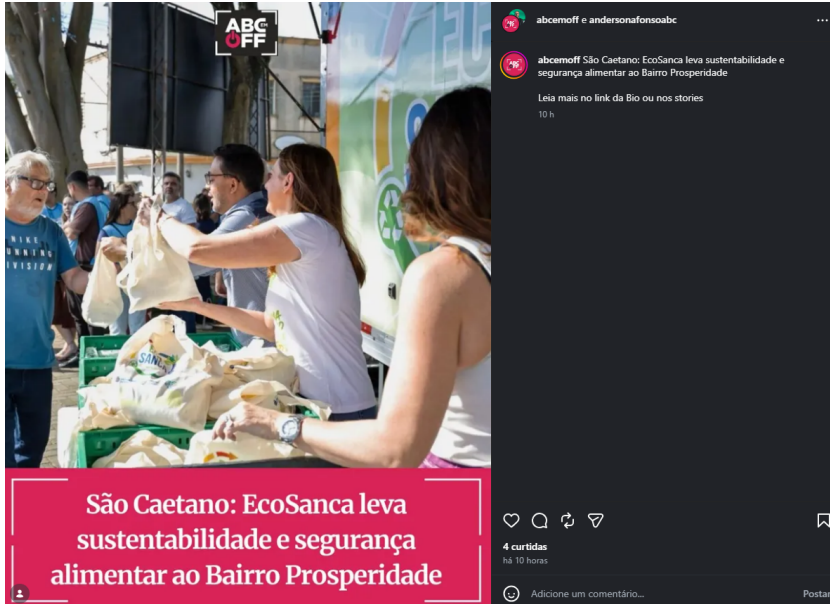 ABC EM
OFF
NIKE
RUNNING
DIVISION
São Caetano: EcoSanca leva
sustentabilidade e segurança
alimentar ao Bairro Prosperidade
abcemoff e andersonafonsoabc
abcemoff São Caetano: EcoSanca leva sustentabilidade e
segurança alimentar ao Bairro Prosperidade
Leia mais no link da Bio ou nos stories
10 h
4 curtidas
há 10 horas
Adicione um comentário...
Postar